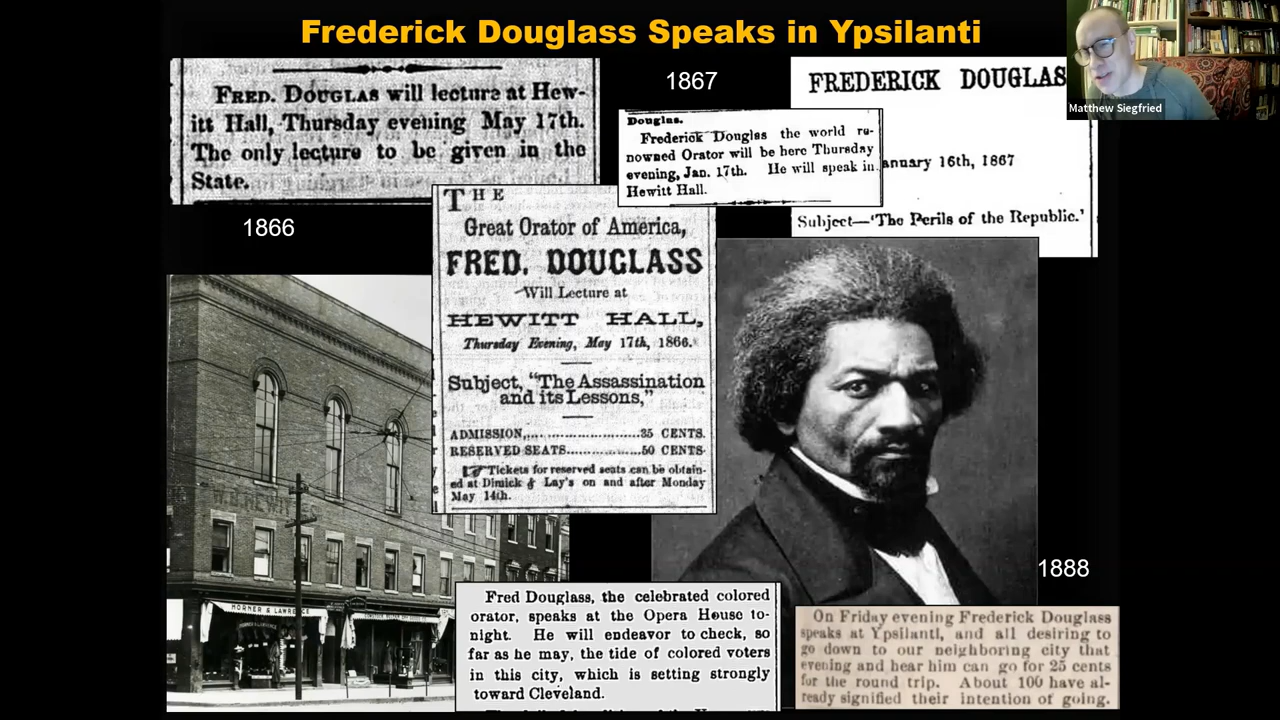 Frederick Douglass Speaks in Ypsilanti
FRED. DOUGLAS will lecture at Hew-
itt Hall, Thursday evening May 17th.
The only lecture to be given in the
State.
1866
1867
Douglas.
Frederick Douglas the world re-
nowned Orator will be here Thursday
evening, Jan. 17th. He will speak in
Hewitt Hall.
FREDERICK DOUGLAS
anuary 16th, 1867
Subject—'The Perils of the Republic.'
Matthew Siegfried
THE
Great Orator of America,
FRED. DOUGLASS
Will Lecture at
HEWITT HALL,
Thursday Evening, May 17th, 1866.
Subject, "The Assassination
and its Lessons,"
ADMISSION,........................35 CENTS.
RESERVED SEATS..............50 CENTS.
☞ Tickets for reserved seats can be obtain-
ed at Dimick & Lay's on and after Monday
May 14th.
HORNER & LAWRENCE
1888
Fred Douglass, the celebrated colored
orator, speaks at the Opera House to-
night. He will endeavor to check, so
far as he may, the tide of colored voters
in this city, which is setting strongly
toward Cleveland.
On Friday evening Frederick Douglass
speaks at Ypsilanti, and all desiring to
go down to our neighboring city that
evening and hear him can go for 25 cents
for the round trip. About 100 have al-
ready signified their intention of going.